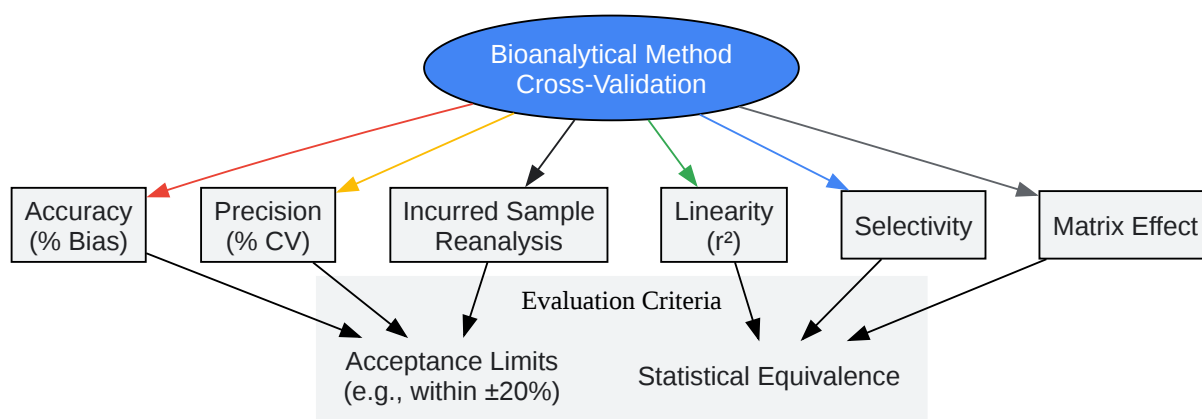 Bioanalytical Method
Cross-Validation
Accuracy
(% Bias)
Precision
(% CV)
Incurred Sample
Reanalysis
Linearity
(r²)
Selectivity
Matrix Effect
Evaluation Criteria
Acceptance Limits
(e.g., within ±20%)
Statistical Equivalence